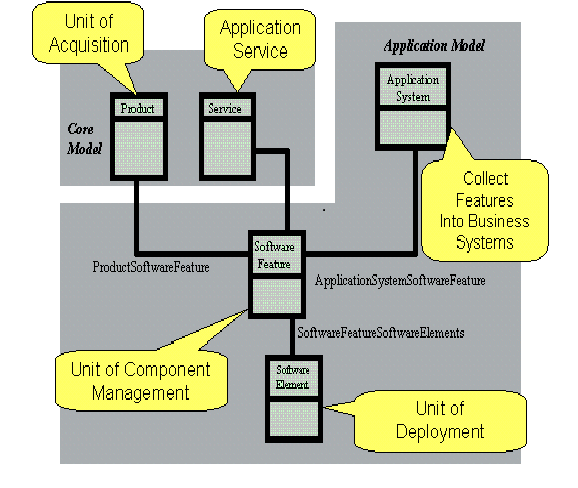 Unit of
Acquisition
Application
Service
Application Model
Product
Service
Application
System
Core
Model
Collect
Features
Into Business
Systems
Software
Feature
ProductSoftwareFeature
ApplicationSystemSoftwareFeature
SoftwareFeatureSoftwareElements
Unit of Component
Management
Software
Element
Unit of
Deployment